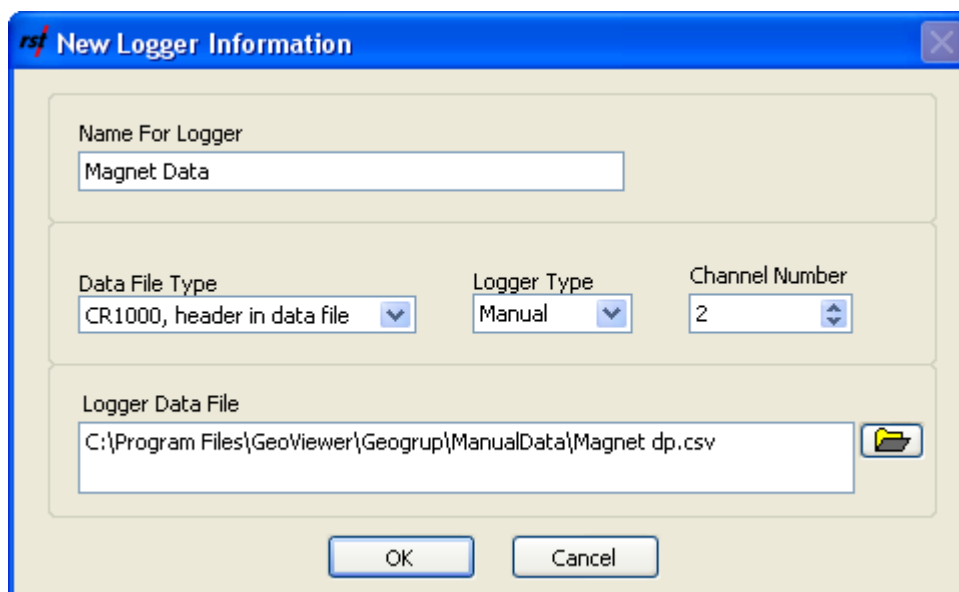 rst New Logger Information
Name For Logger
Magnet Data
Data File Type Logger Type Channel Number
CR1000, header in data file Manual 2
Logger Data File
C:\Program Files\GeoViewer\Geogrup\ManualData\Magnet dp.csv
OK Cancel